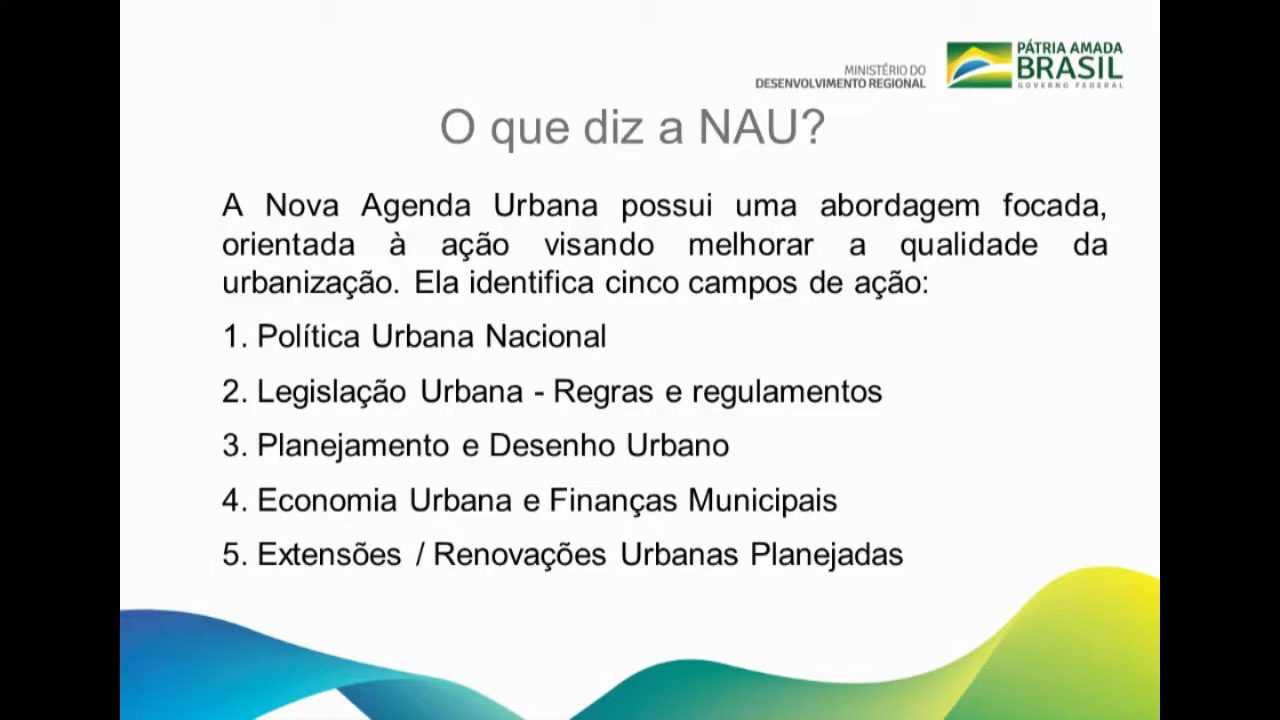 MINISTÉRIO DO
DESENVOLVIMENTO REGIONAL
PÁTRIA AMADA
BRASIL
GOVERNO FEDERAL
O que diz a NAU?
A Nova Agenda Urbana possui uma abordagem focada,
orientada à ação visando melhorar a qualidade da
urbanização. Ela identifica cinco campos de ação:
1. Política Urbana Nacional
2. Legislação Urbana - Regras e regulamentos
3. Planejamento e Desenho Urbano
4. Economia Urbana e Finanças Municipais
5. Extensões / Renovações Urbanas Planejadas